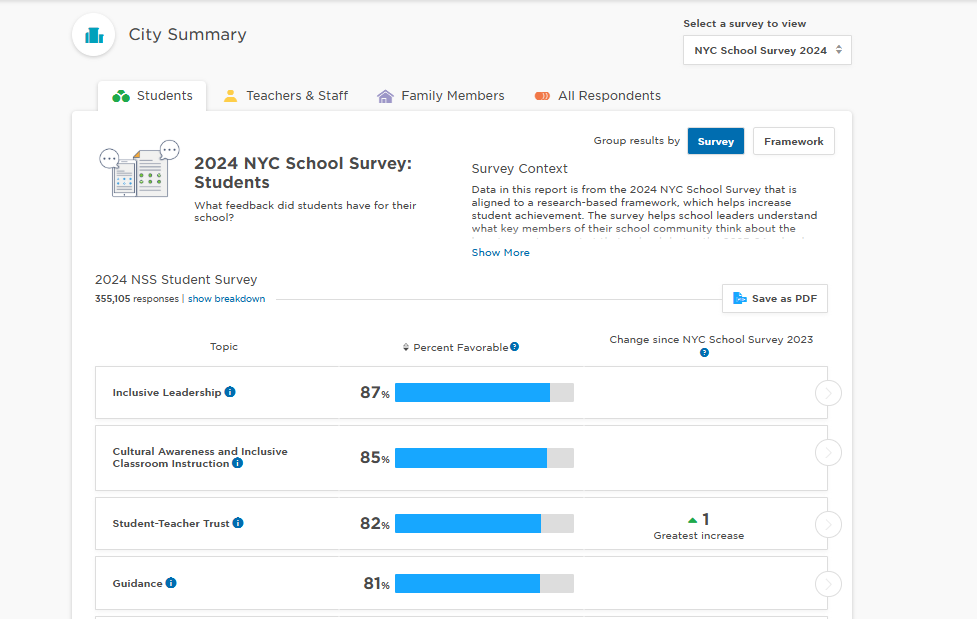 City Summary
Select a survey to view
NYC School Survey 2024
Students
Teachers & Staff
Family Members
All Respondents
Group results by
Survey
Framework
2024 NYC School Survey:
Students
What feedback did students have for their
school?
Survey Context
Data in this report is from the 2024 NYC School Survey that is
aligned to a research-based framework, which helps increase
student achievement. The survey helps school leaders understand
what key members of their school community think about the
Show More
2024 NSS Student Survey
355,105 responses | show breakdown
Save as PDF
Topic
Percent Favorable
Change since NYC School Survey 2023
Inclusive Leadership
87%
Cultural Awareness and Inclusive
Classroom Instruction
85%
Student-Teacher Trust
82%
1
Greatest increase
Guidance
81%